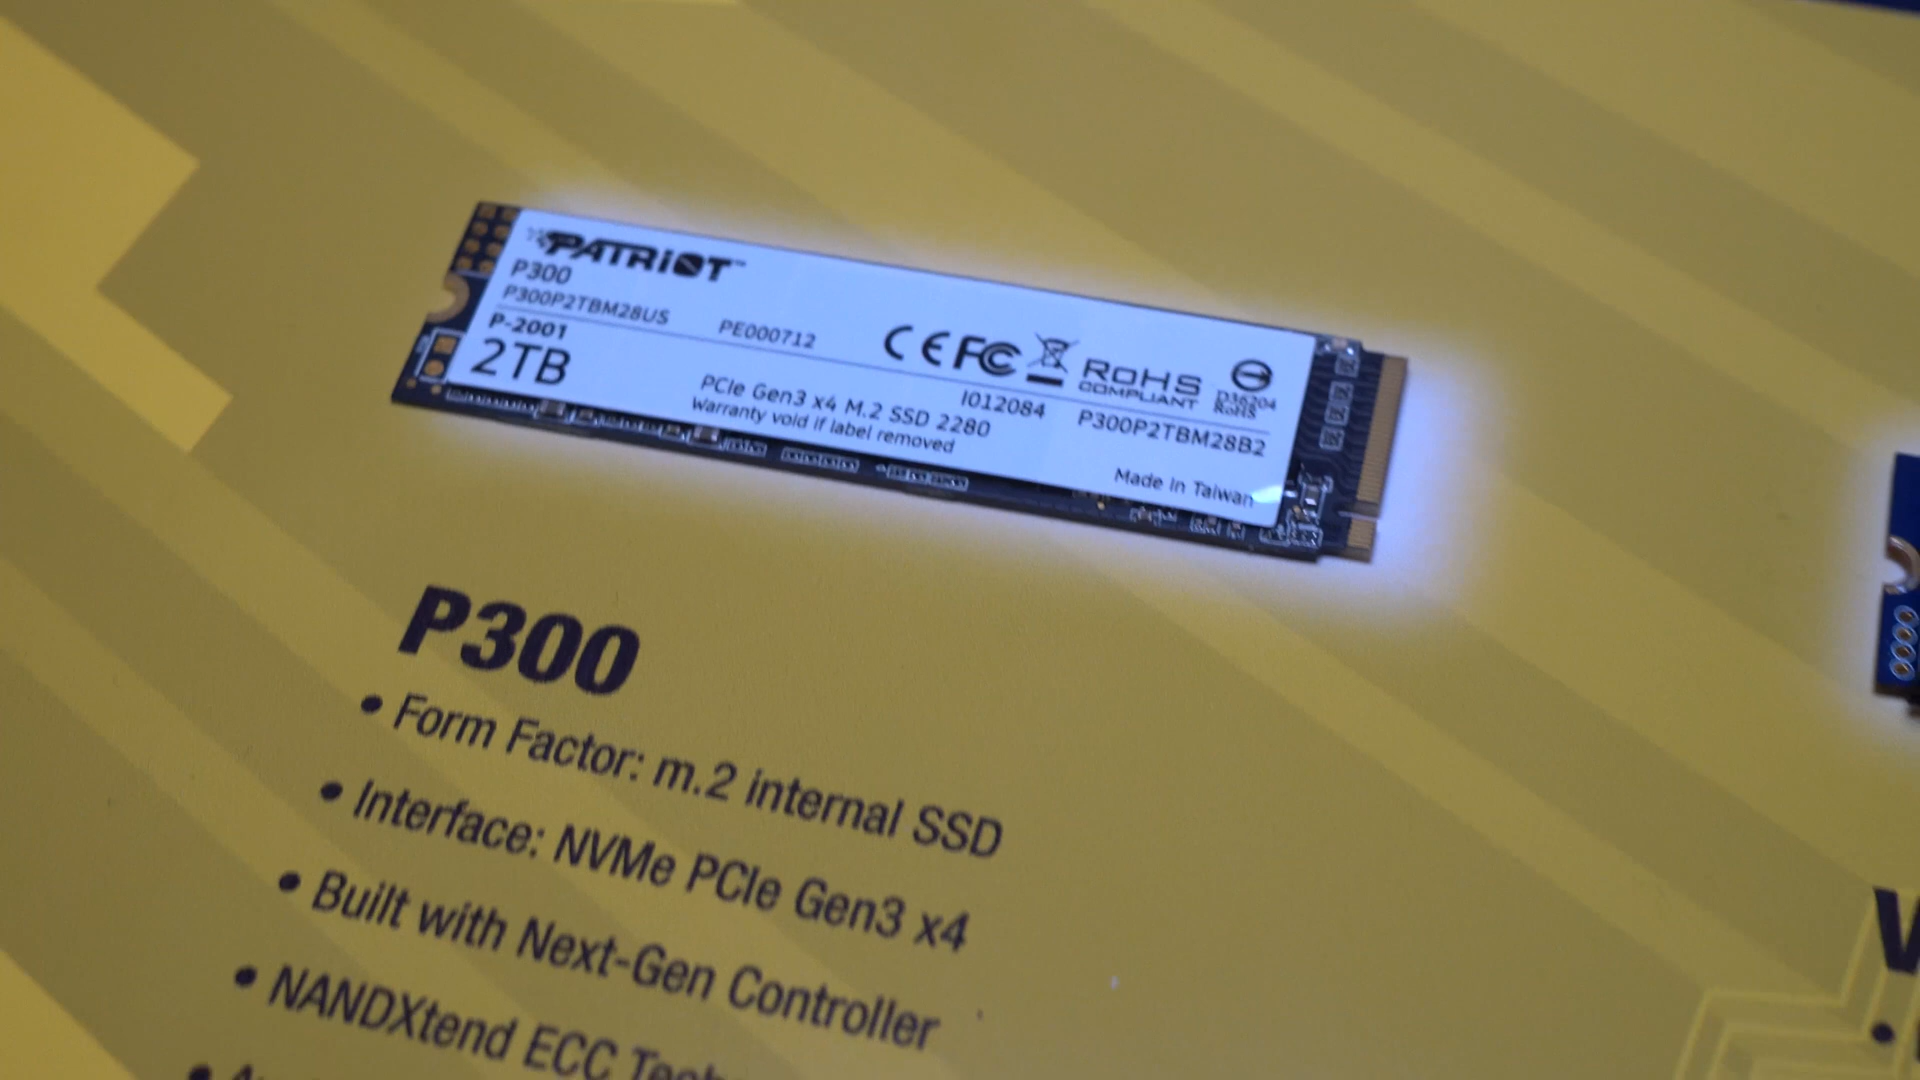 PATRIOT™
P300
P300P2TBM28US
PE000712
P-2001
2TB
CE FC RoHS
COMPLIANT
D36204
RoHS
PCIe Gen3 x4 M.2 SSD 2280
I012084
P300P2TBM28B2
Warranty void if label removed
Made in Taiwan
P300
• Form Factor: m.2 internal SSD
• Interface: NVMe PCIe Gen3 x4
• Built with Next-Gen Controller
• NANDXtend ECC